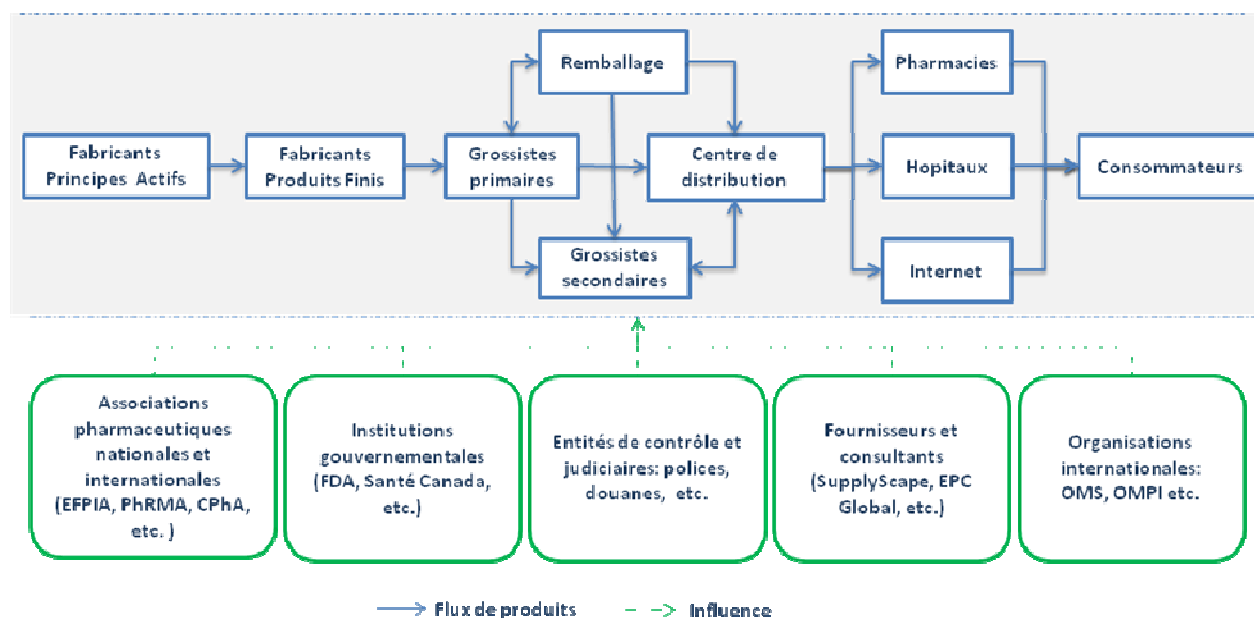 Remballage
Pharmacies
Fabricants
Principes Actifs
Fabricants
Produits Finis
Grossistes
primaires
Centre de
distribution
Hopitaux
Consommateurs
Grossistes
secondaires
Internet
Associations
pharmaceutiques
nationales et
internationales
(EFPIA, PhRMA, CPhA,
etc. )
Institutions
gouvernementales
(FDA, Santé Canada,
etc.)
Entités de contrôle et
judiciaires: polices,
douanes, etc.
Fournisseurs et
consultants
(SupplyScape, EPC
Global, etc.)
Organisations
internationales:
OMS, OMPI etc.
Flux de produits
Influence